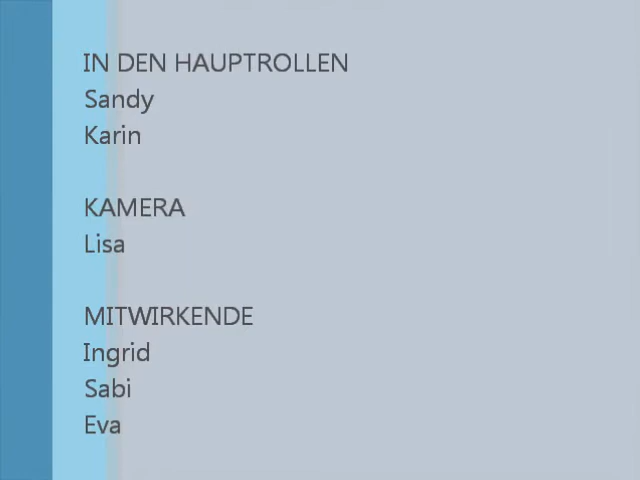 IN DEN HAUPTROLLEN
Sandy
Karin
KAMERA
Lisa
MITWIRKENDE
Ingrid
Sabi
Eva